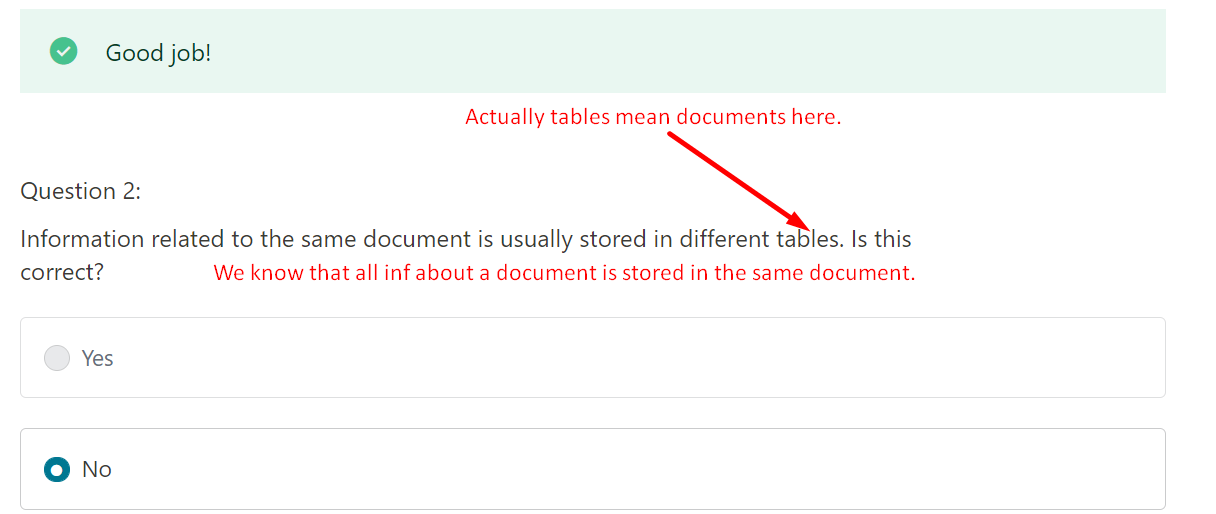 Good job!
Actually tables mean documents here.
Question 2:
Information related to the same document is usually stored in different tables. Is this
correct?
We know that all inf about a document is stored in the same document.
Yes
No